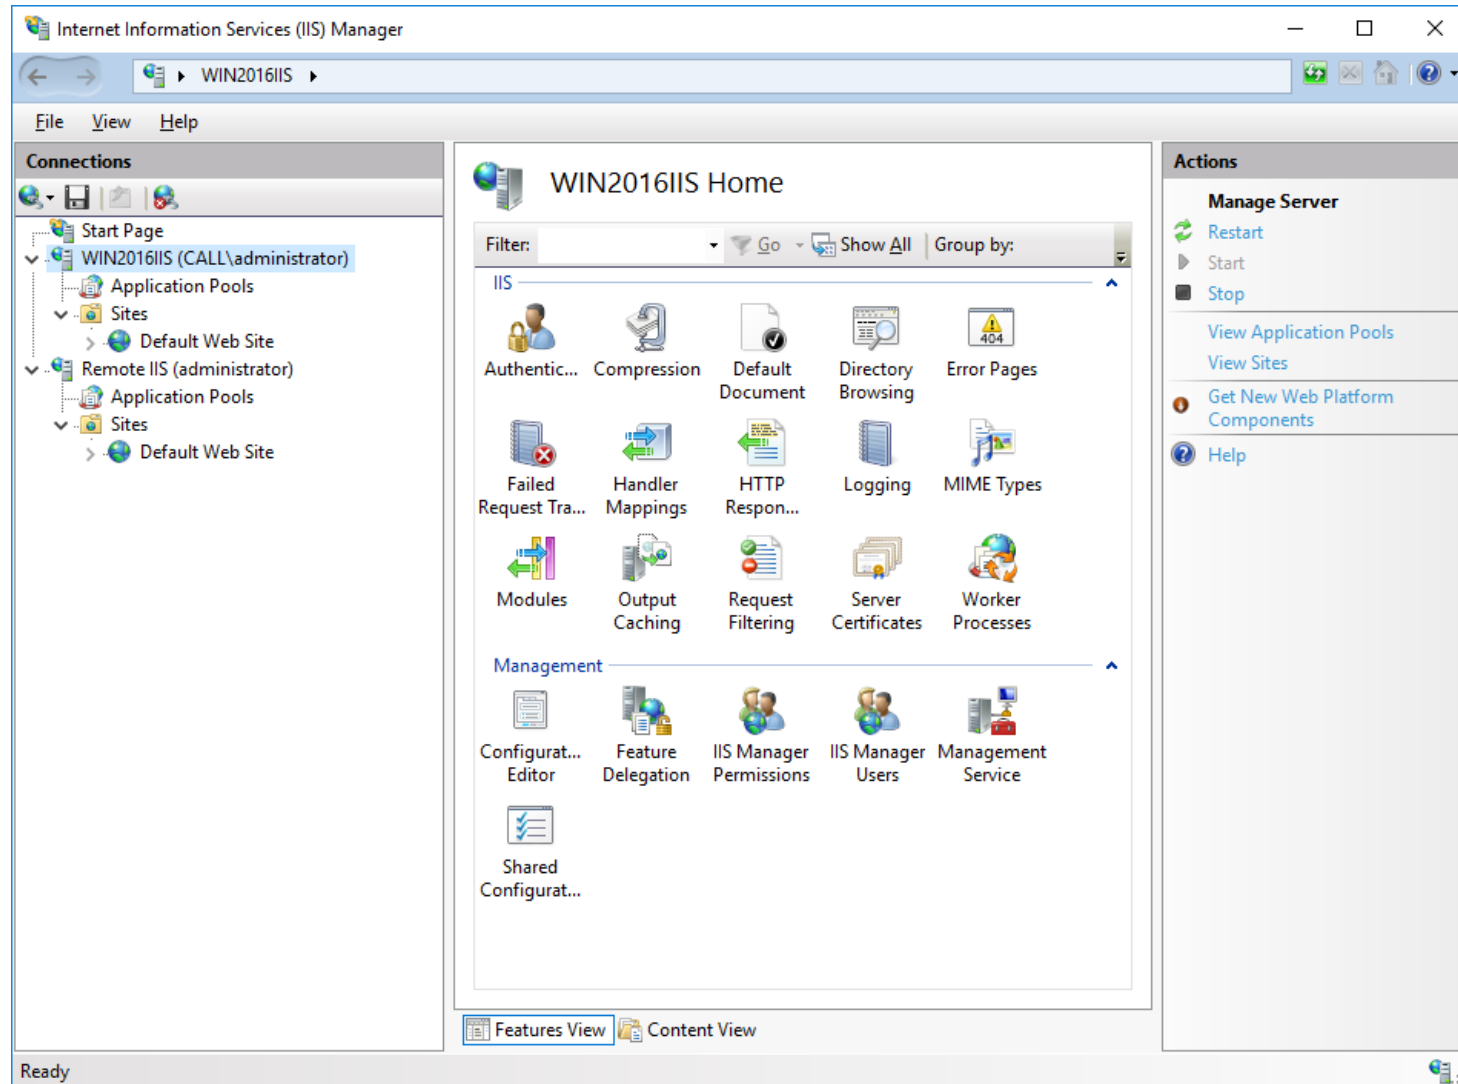 Internet Information Services (IIS) Manager
WIN2016IIS
File View Help
Connections
Start Page
WIN2016IIS (CALL\administrator)
Application Pools
Sites
Default Web Site
Remote IIS (administrator)
Application Pools
Sites
Default Web Site
WIN2016IIS Home
Filter: Go Show All Group by:
IIS
Authentic... Compression Default Directory Error Pages
Document Browsing
404
Failed Handler HTTP Logging MIME Types
Request Tra... Mappings Respon...
Modules Output Request Server Worker
Caching Filtering Certificates Processes
Management
Configurat... Feature IIS Manager IIS Manager Management
Editor Delegation Permissions Users Service
Shared
Configurat...
Features View Content View
Actions
Manage Server
Restart
Start
Stop
View Application Pools
View Sites
Get New Web Platform
Components
Help
Ready